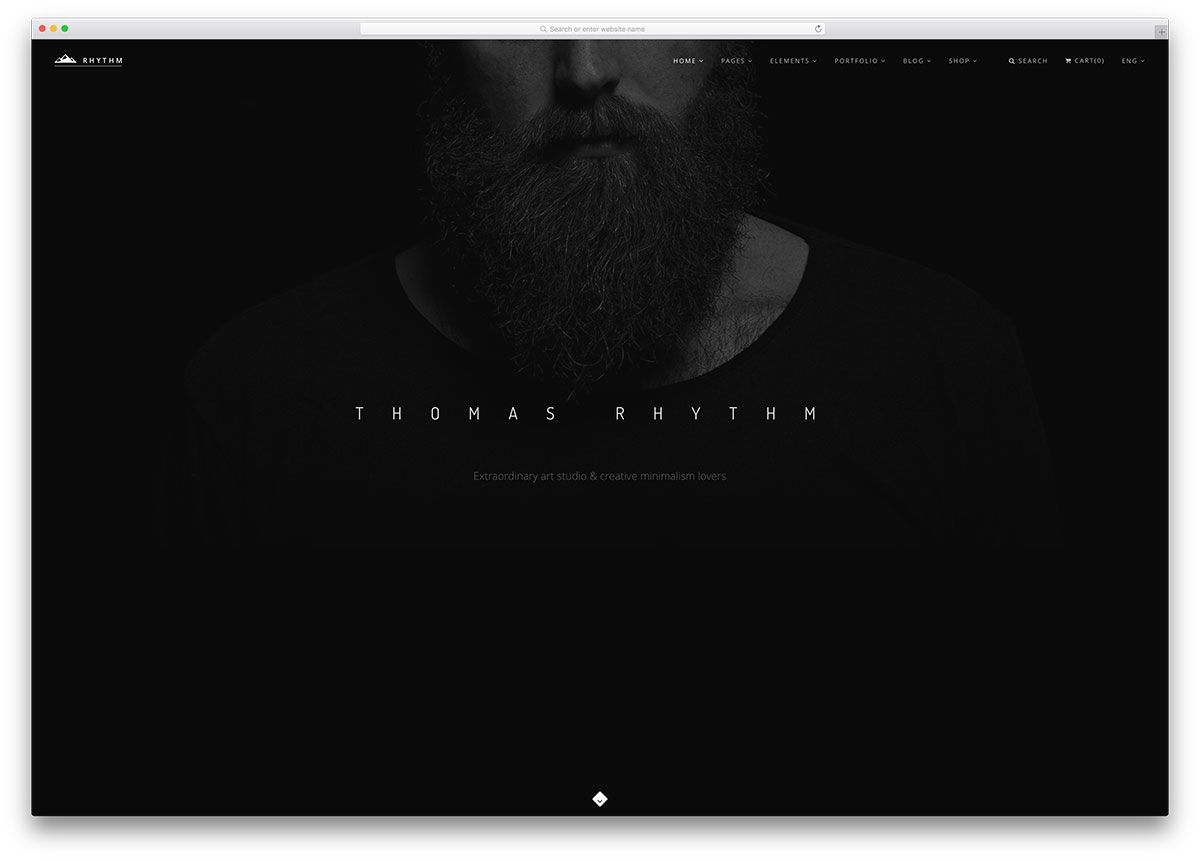 Search or enter website name
RHYTHM
HOME PAGES ELEMENTS PORTFOLIO BLOG SHOP SEARCH CART(0) ENG
THOMAS RHYTHM
Extraordinary art studio & creative minimalism lovers